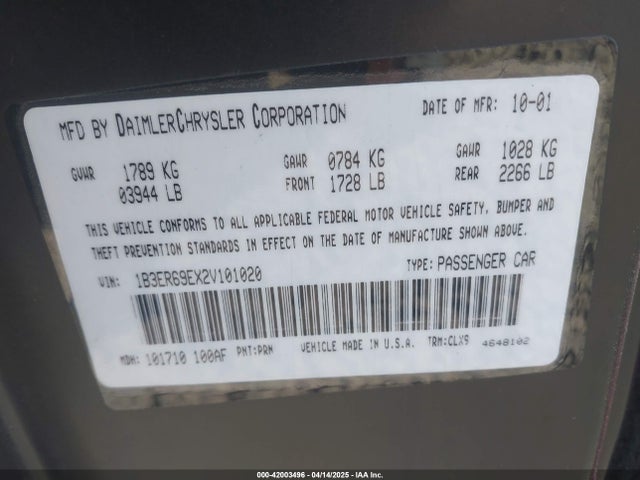 MFD BY DAIMLERCHRYSLER CORPORATION DATE OF MFR: 10-01
GVWR 1789 KG GAWR 0784 KG GAWR 1028 KG
03944 LB FRONT 1728 LB REAR 2266 LB
THIS VEHICLE CONFORMS TO ALL APPLICABLE FEDERAL MOTOR VEHICLE SAFETY, BUMPER AND
THEFT PREVENTION STANDARDS IN EFFECT ON THE DATE OF MANUFACTURE SHOWN ABOVE.
VIN: 1B3ER69EX2V101020 TYPE: PASSENGER CAR
MDH: 101710 100AF PNT:PRN VEHICLE MADE IN U.S.A. TRM:CLX9 4648102
000-42003496 - 04/14/2025 - IAA Inc.